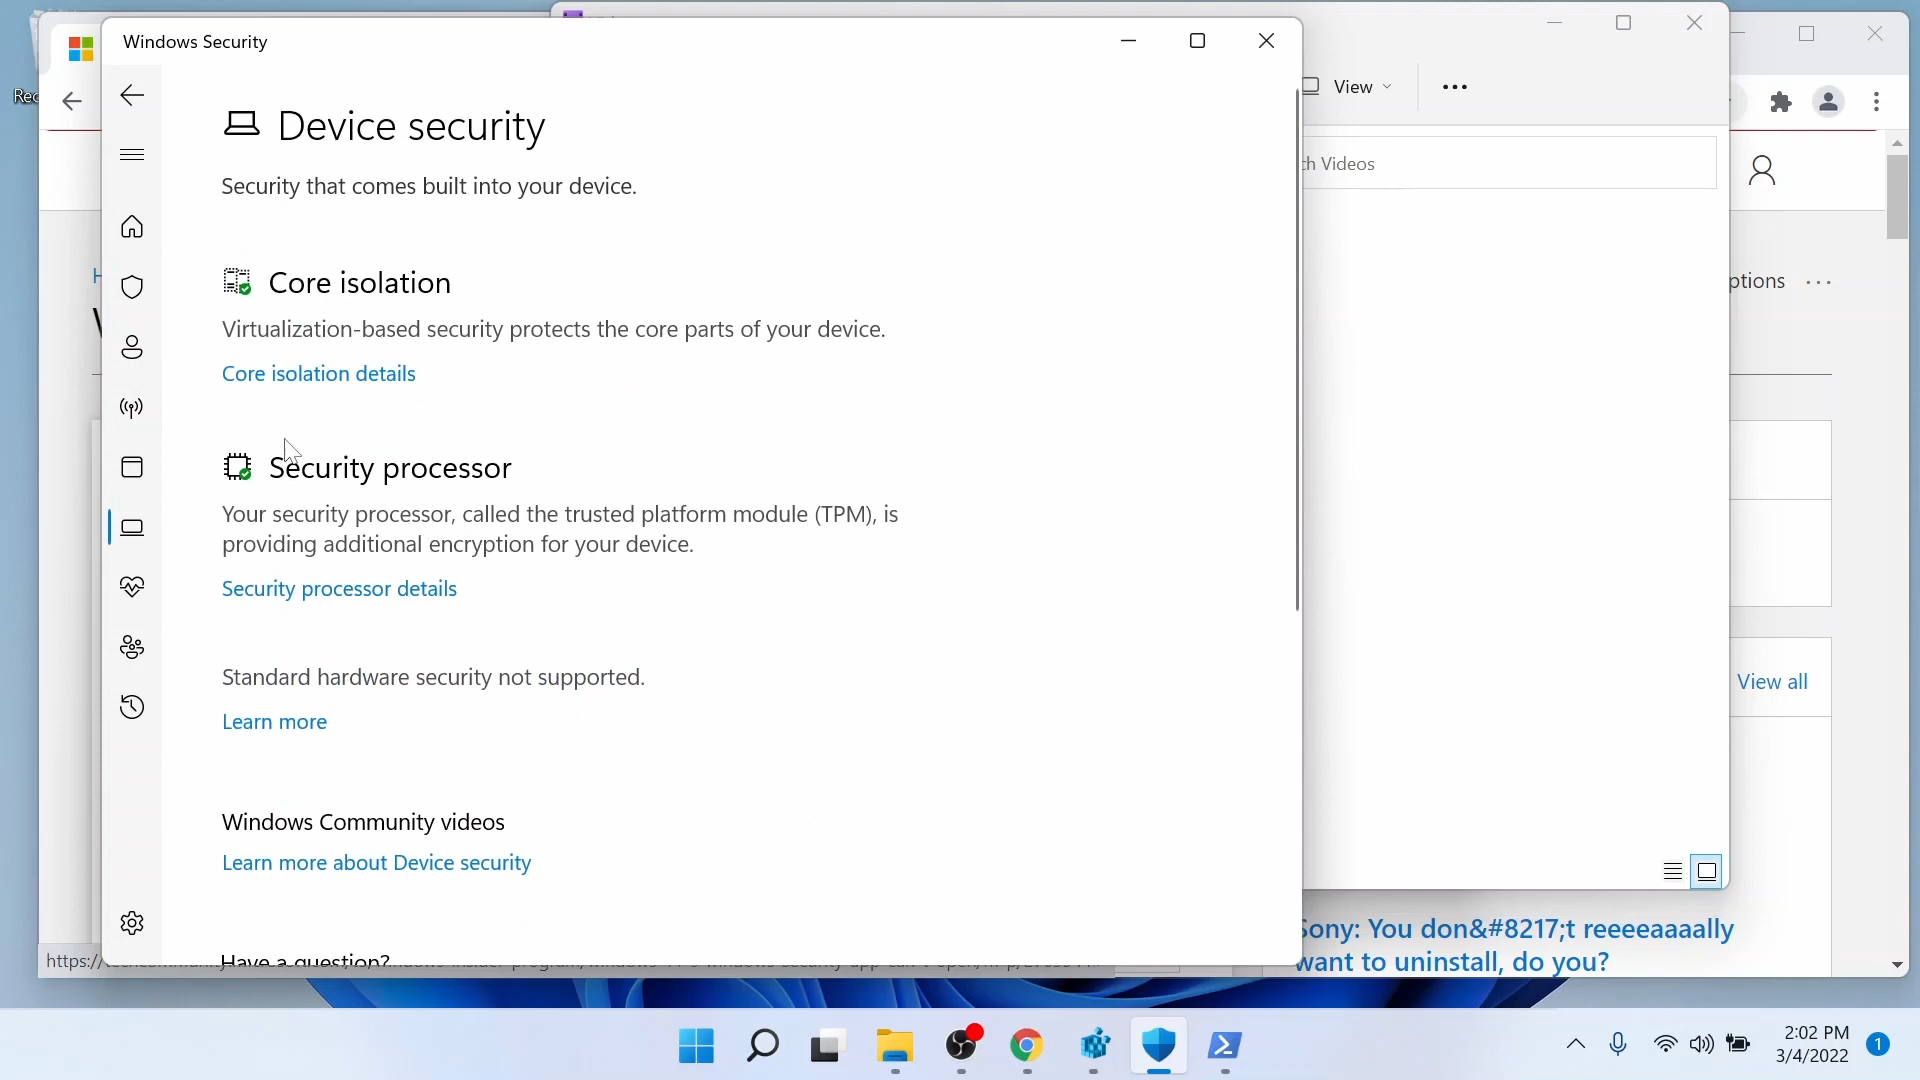 Windows Security
View
Device security
Security that comes built into your device.
ch Videos
Core isolation
Virtualization-based security protects the core parts of your device.
Core isolation details
ptions
Security processor
Your security processor, called the trusted platform module (TPM), is
providing additional encryption for your device.
Security processor details
Standard hardware security not supported.
Learn more
View all
Windows Community videos
Learn more about Device security
Have a question?
https://
Sony: You don&#8217;t reeeeaaaally
want to uninstall, do you?
2:02 PM
3/4/2022
1